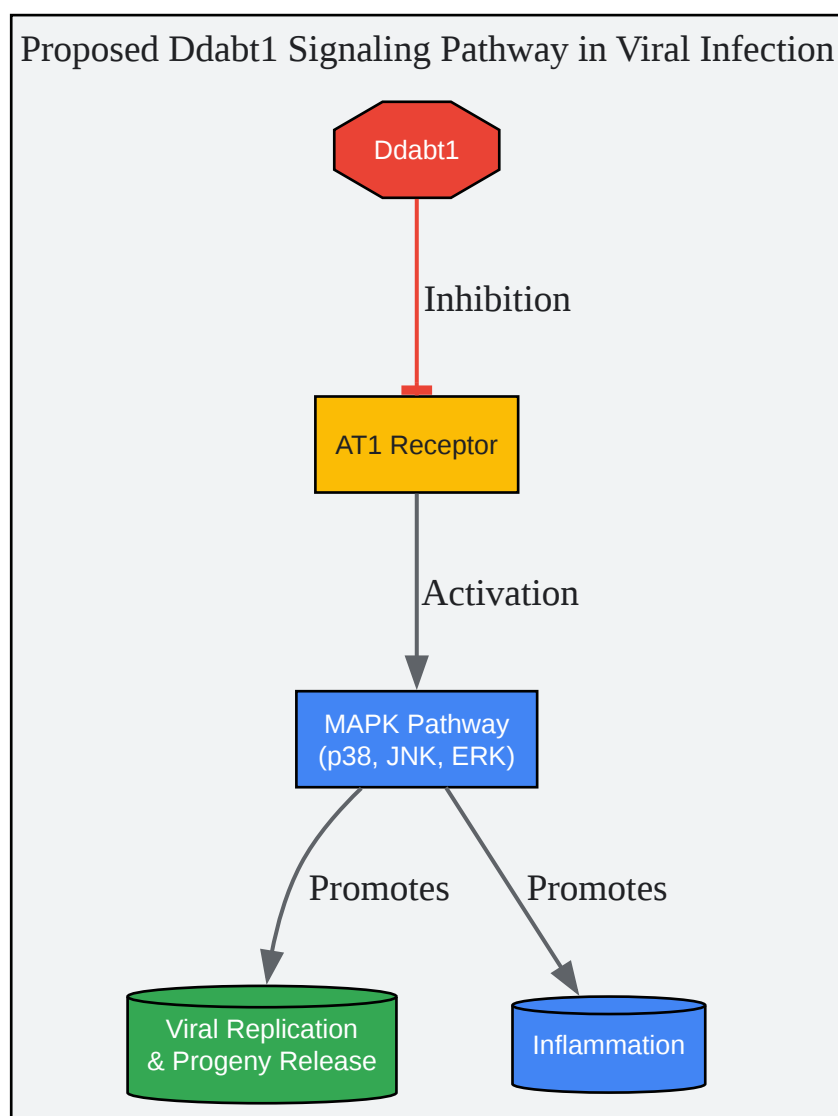 Proposed Ddabt1 Signaling Pathway in Viral Infection
Ddabt1
Inhibition
AT1 Receptor
Activation
MAPK Pathway
(p38, JNK, ERK)
Promotes
Promotes
Viral Replication
& Progeny Release
Inflammation